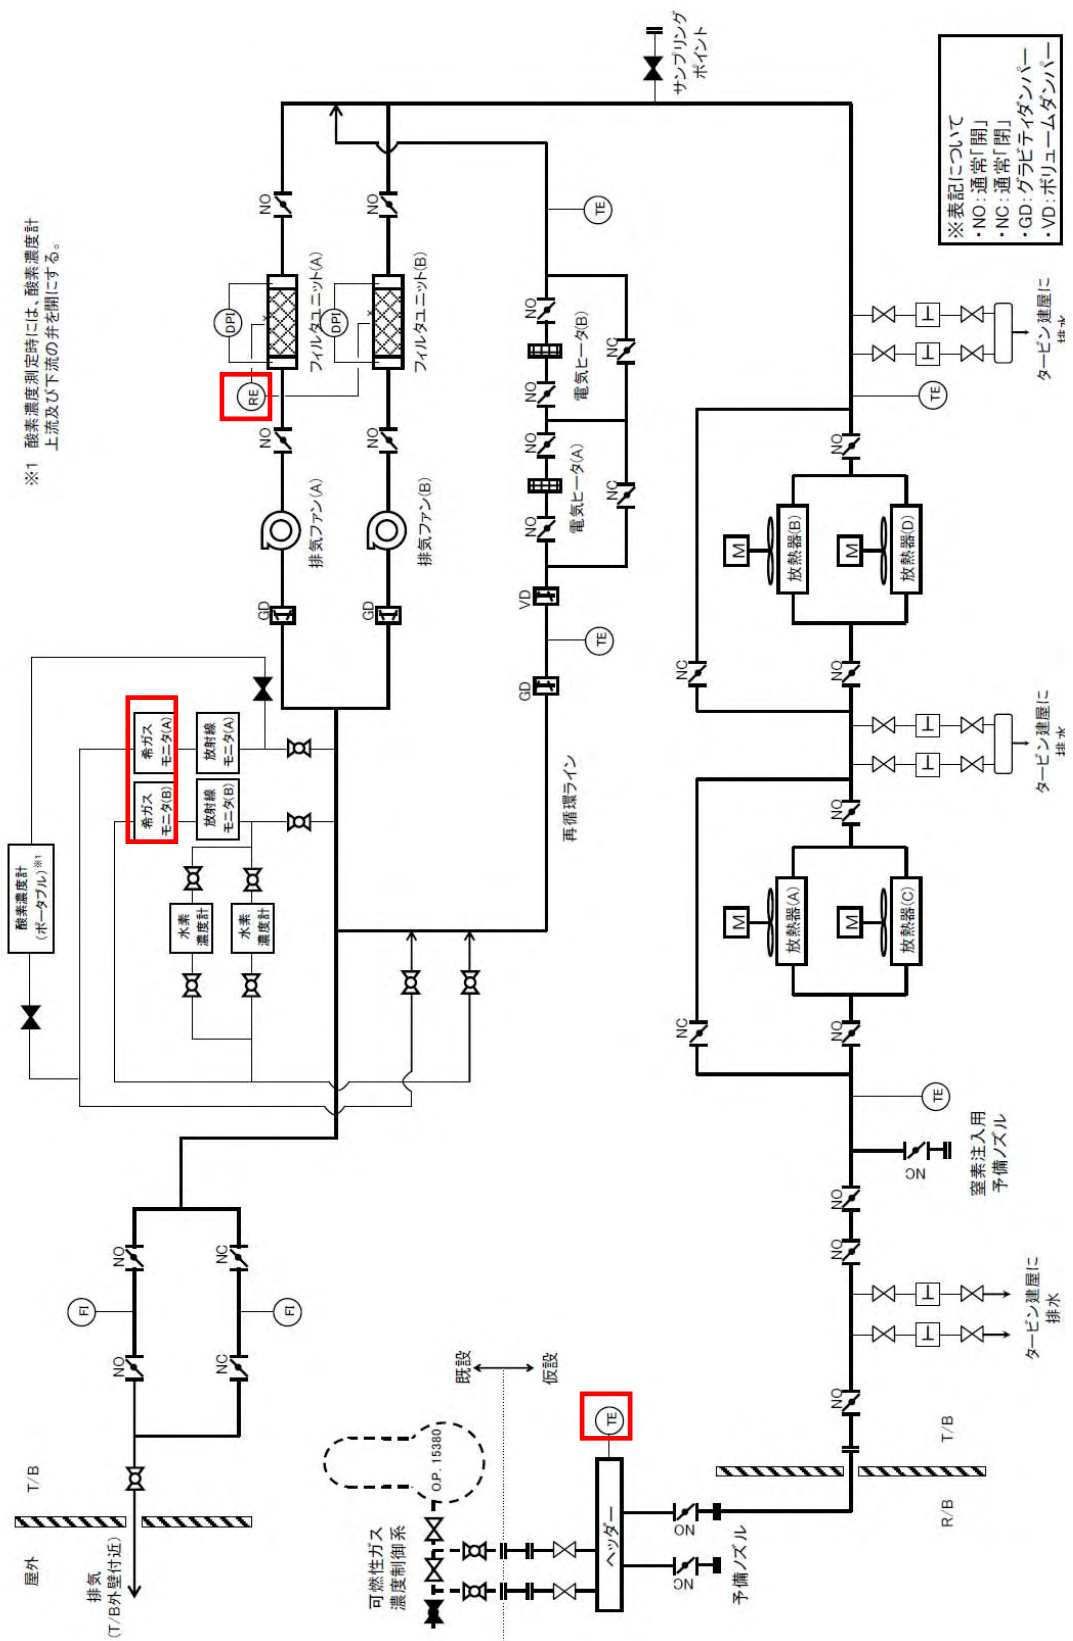 ※1 酸素濃度測定時には、酸素濃度計
上流及び下流の弁を開にする。
※表記について
・NO：通常「開」
・NC：通常「閉」
・GD：グラビティダンパー
・VD：ボリュームダンパー
屋外
T/B
排気
(T/B外壁付近)
NO
NO
FI
NC
NC
FI
酸素濃度計
(ポータブル)※1
水素
濃度計
水素
濃度計
希ガス
モニタ(B)
希ガス
モニタ(A)
放射線
モニタ(B)
放射線
モニタ(A)
GD
排気ファン(A)
NO
RE
DPI
フィルタユニット(A)
NO
GD
排気ファン(B)
NO
DPI
フィルタユニット(B)
NO
サンプリング
ポイント
再循環ライン
GD
TE
VD
NO
電気ヒータ(A)
NO
NO
電気ヒータ(B)
NO
NC
NC
TE
既設
仮設
O.P. 15380
可燃性ガス
濃度制御系
ヘッダー
TE
NO
NC
予備ノズル
R/B
T/B
NO
タービン建屋に
排水
T
T
NO
NO
NC
窒素注入用
予備ノズル
TE
NC
NO
M
放熱器(A)
M
放熱器(C)
NO
T
T
タービン建屋に
排水
NC
NO
M
放熱器(B)
M
放熱器(D)
NO
TE
T
T
タービン建屋に
排水